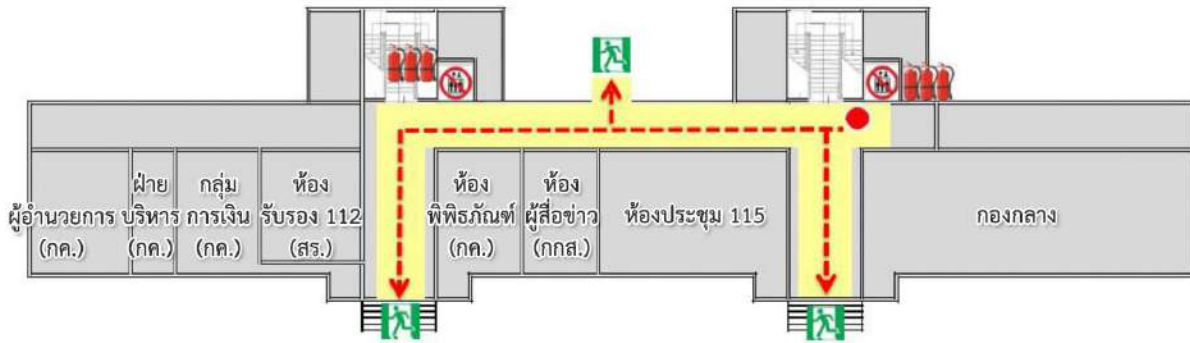 ผู้อำนวยการ
(กค.)
ฝ่าย
บริหาร
(กค.)
กลุ่ม
การเงิน
(กค.)
ห้อง
รับรอง 112
(สร.)
ห้อง
พิพิธภัณฑ์
(กค.)
ห้อง
ผู้สื่อข่าว
(กกส.)
ห้องประชุม 115
กองกลาง